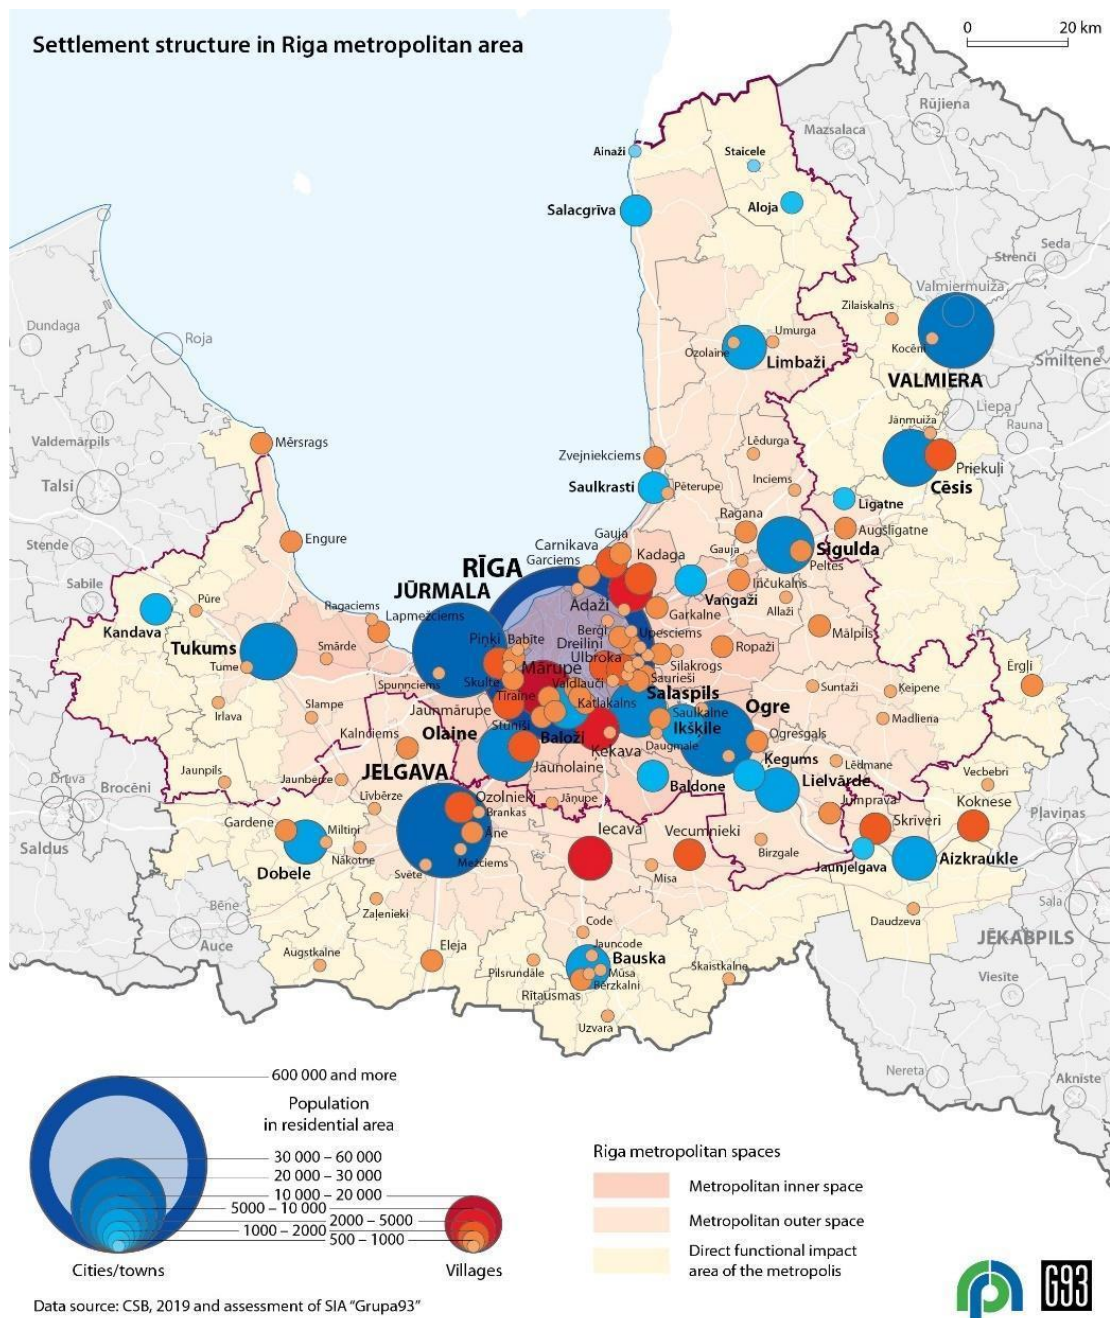 Settlement structure in Riga metropolitan area
0 20 km
Rūjiena
Mazsalaca
Ainaži
Staicele
Salacgrīva
Aloja
Seda
Strenči
Valmiermuiža
Zilaiskalns
Dundaga
Roja
Umurga
Ozolaine
Kocēni
Limbaži
Smiltene
VALMIERA
Liepa
Jāņmuiža
Rauna
Valdemārpils
Mērsrags
Lēdurga
Zvejniekciems
Priekuļi
Talsi
Saulkrasti
Pēterupe
Inciems
Cēsis
Līgatne
Ragana
Augšlīgatne
Stende
Engure
Gauja
Carnikava
Kadaga
Gauja
Sigulda
Garciems
Peltes
RĪGA
Inčukalns
Sabile
JŪRMALA
Ādaži
Vangaži
Allaži
Pūre
Ragaciems
Garkalne
Kandava
Lapmežciems
Mālpils
Piņķi
Babīte
Berģi
Upesciems
Tukums
Smārde
Dreiliņi
Ropaži
Ulbroka
Ērgļi
Tume
Mārupe
Silakrogs
Spunnciems
Skulte
Saurieši
Suntaži
Ķeipene
Tīraine
Valdlauči
Salaspils
Irlava
Slampe
Jaunmārupe
Katlakalns
Ogre
Saulkalne
Madliena
Stūnīši
Ikšķile
Kalnciems
Olaine
Baloži
Ogresgals
Ķekava
Daugmale
Lēdmane
Druva
Jaunpils
Jaunbērze
JELGAVA
Jaunolaine
Ķegums
Vecbebri
Brocēni
Baldone
Lielvārde
Līvbērze
Ozolnieki
Jāņupe
Jumprava
Koknese
Gardene
Miltiņi
Brankas
Iecava
Vecumnieki
Skrīveri
Pļaviņas
Āne
Birzgale
Saldus
Nākotne
Mežciems
Jaunjelgava
Aizkraukle
Dobele
Svēte
Misa
Zaļenieki
Daudzeva
Sala
Bēne
Code
Auce
Eleja
Jauncode
JĒKABPILS
Augstkalne
Pilsrundāle
Bauska
Skaistkalne
Mūsa
Viesīte
Rītausmas
Bērzkalni
Uzvara
Nereta
Akniste
600 000 and more
Population
in residential area
30 000 – 60 000
20 000 – 30 000
10 000 – 20 000
5000 – 10 000
2000 – 5000
1000 – 2000
500 – 1000
Cities/towns
Villages
Riga metropolitan spaces
Metropolitan inner space
Metropolitan outer space
Direct functional impact
area of the metropolis
G93
Data source: CSB, 2019 and assessment of SIA "Grupa93"